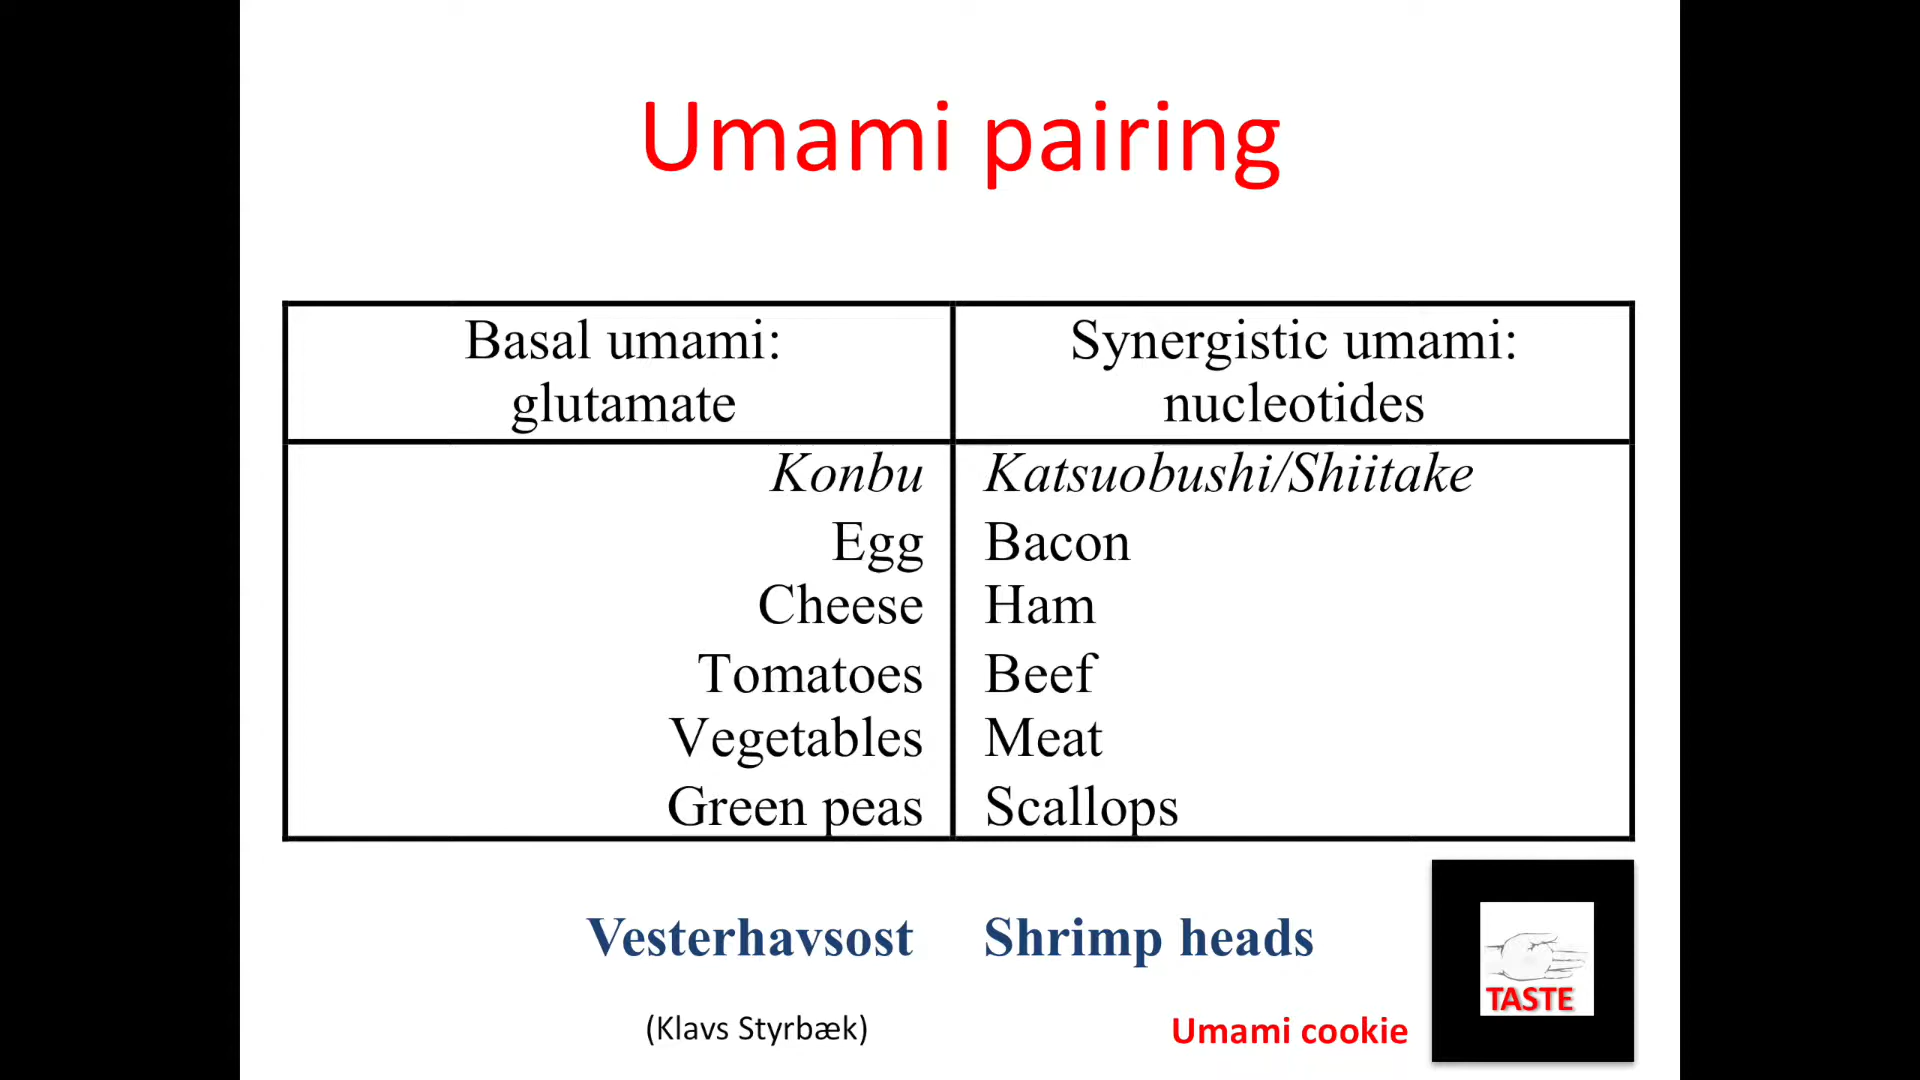 Umami pairing
Basal umami:
glutamate
Synergistic umami:
nucleotides
Konbu Katsuobushi/Shiitake
Egg Bacon
Cheese Ham
Tomatoes Beef
Vegetables Meat
Green peas Scallops
Vesterhavsost Shrimp heads
(Klavs Styrbæk)
Umami cookie
TASTE